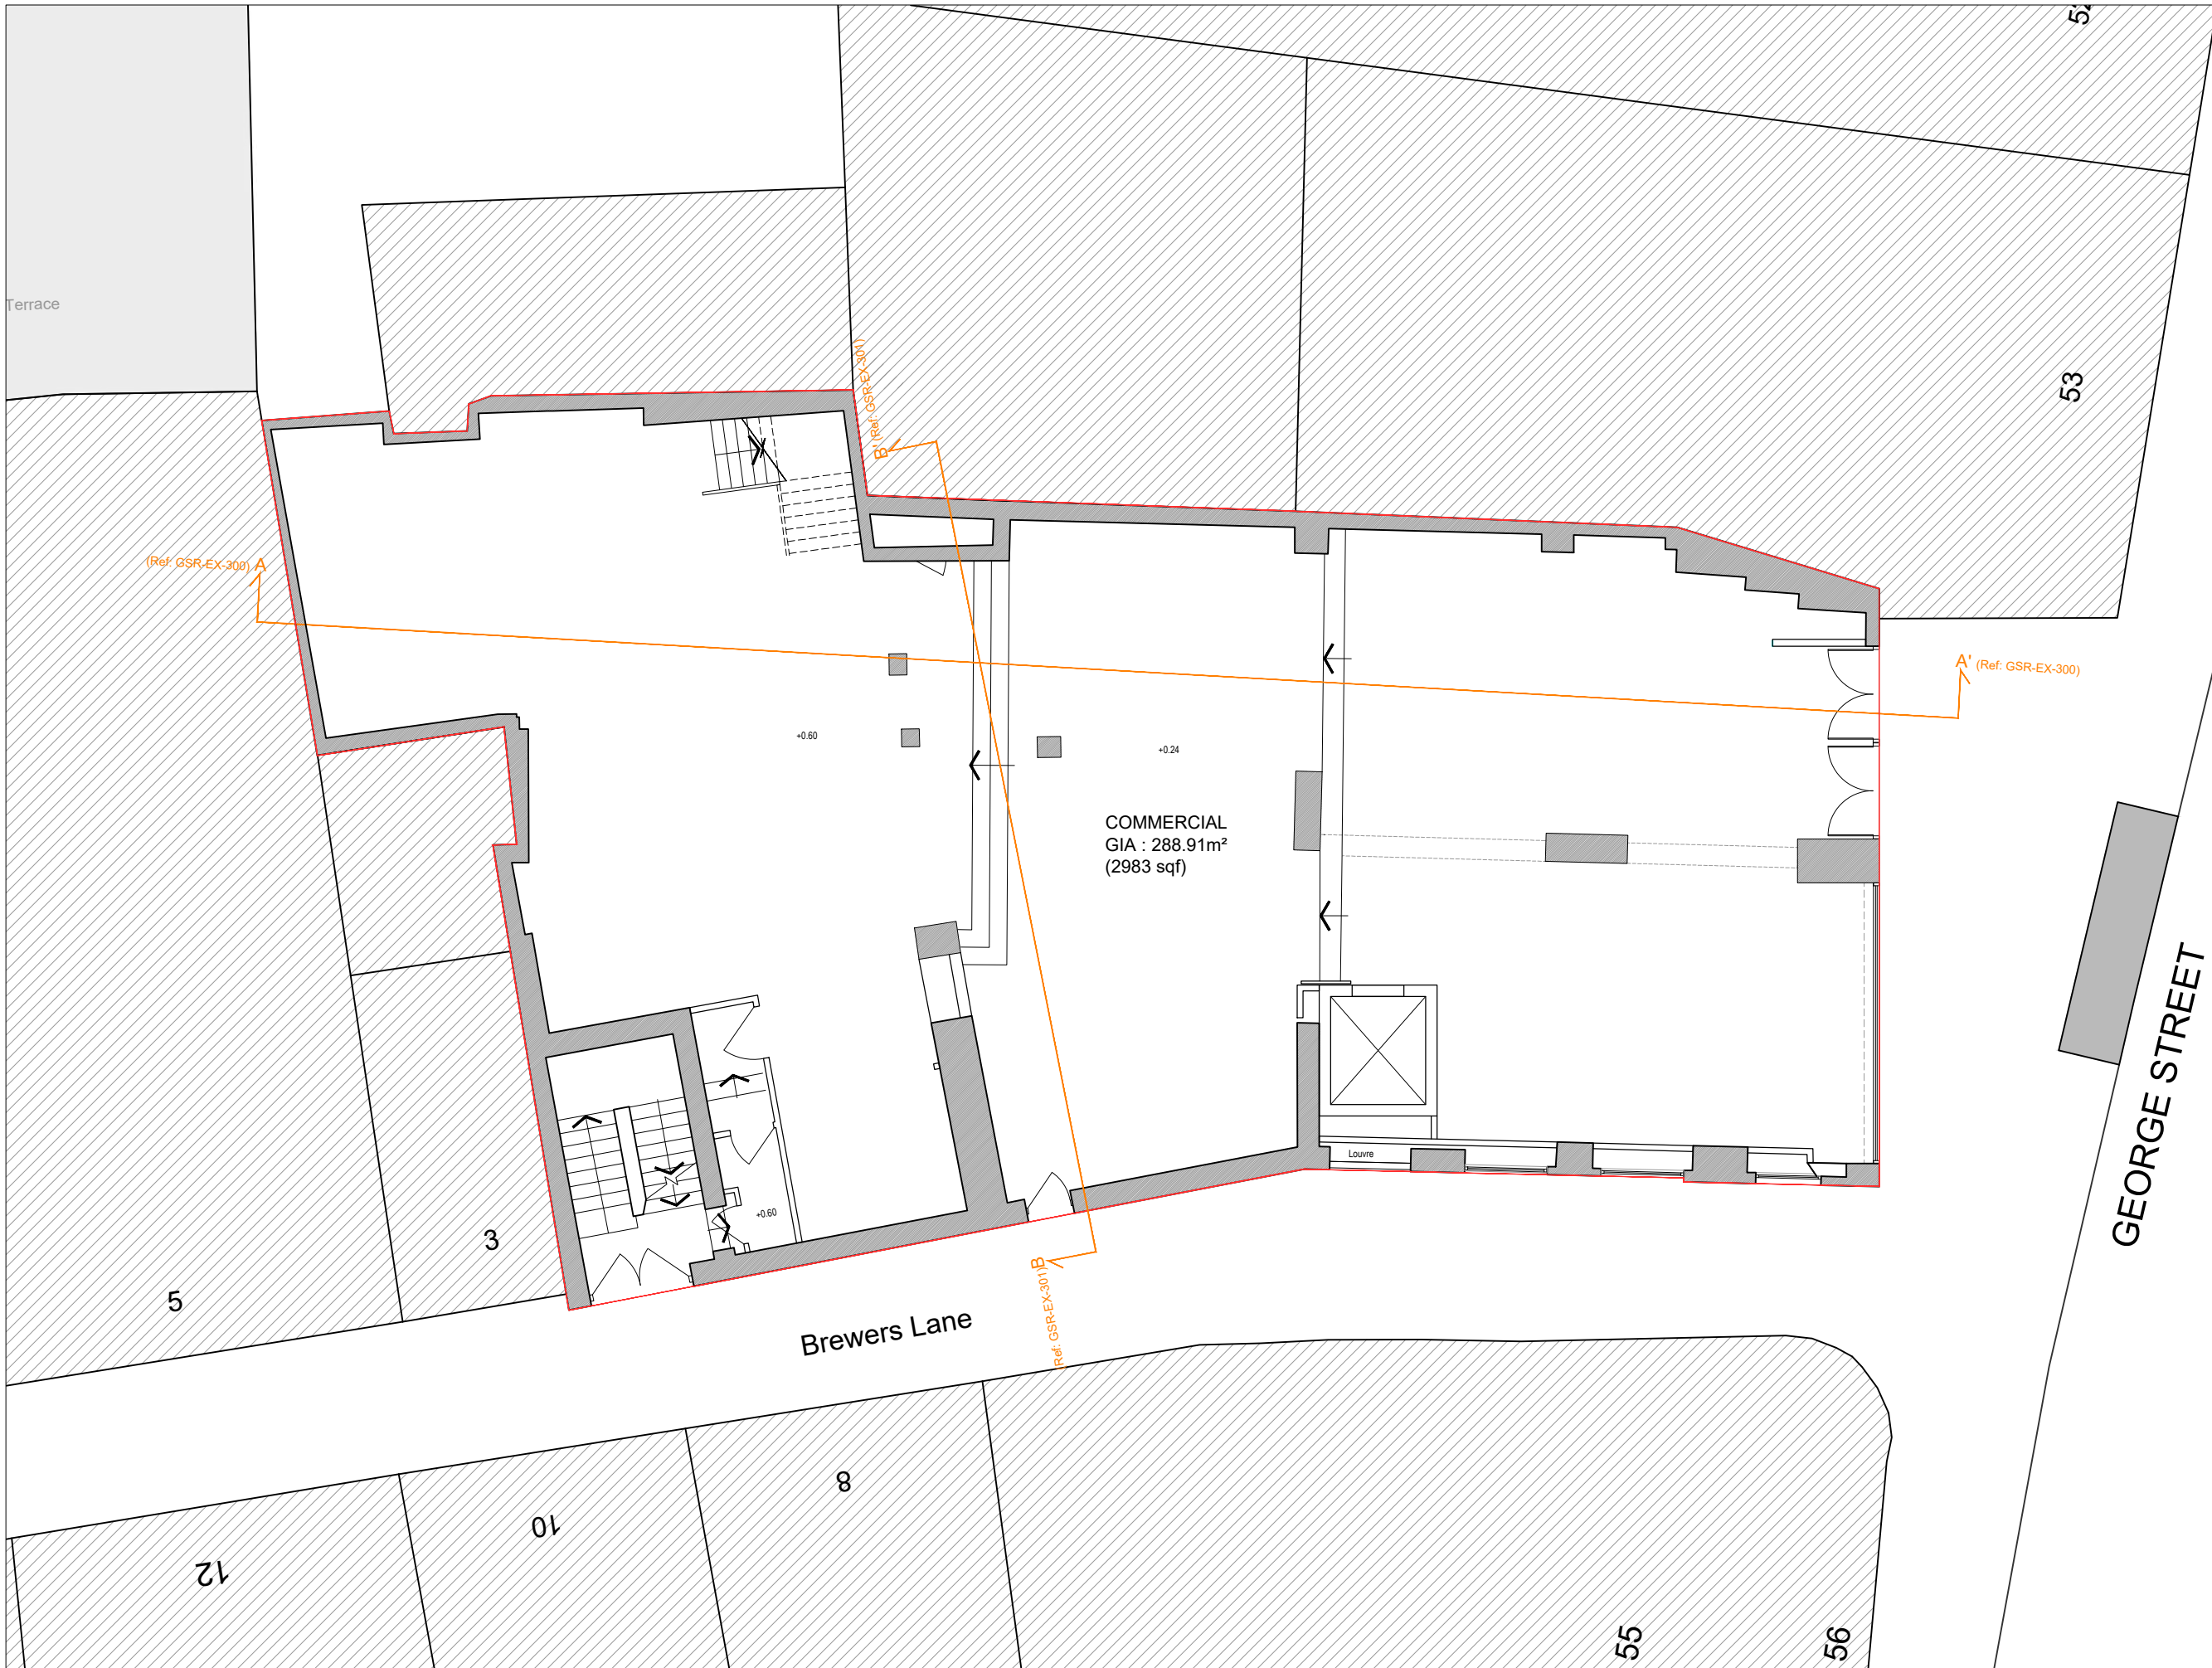 52
Terrace
53
B' (Ref: GSR-EX-301)
(Ref: GSR-EX-300) A
A' (Ref: GSR-EX-300)
+0.60
+0.24
COMMERCIAL
GIA : 288.91m²
(2983 sqf)
GEORGE STREET
Louvre
+0.60
3
5
B (Ref: GSR-EX-301)
Brewers Lane
8
10
12
55
56